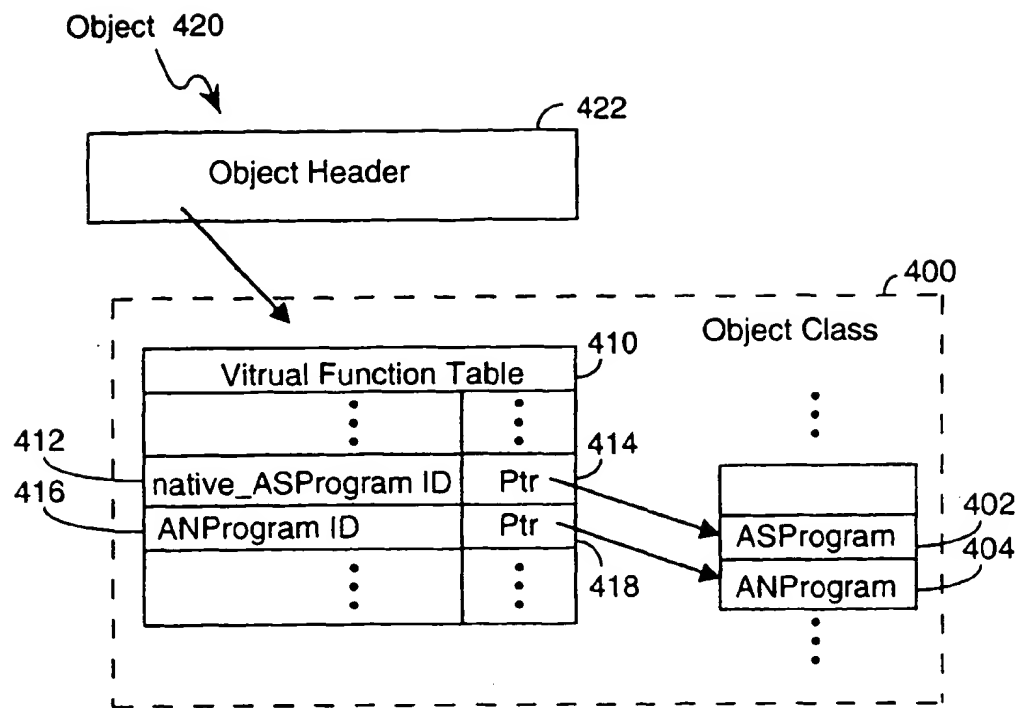 Object 420
422
Object Header
400
Object Class
410
Vitrual Function Table
412
414
native_ASProgram ID
Ptr
416
402
ANProgram ID
Ptr
ASProgram
404
418
ANProgram